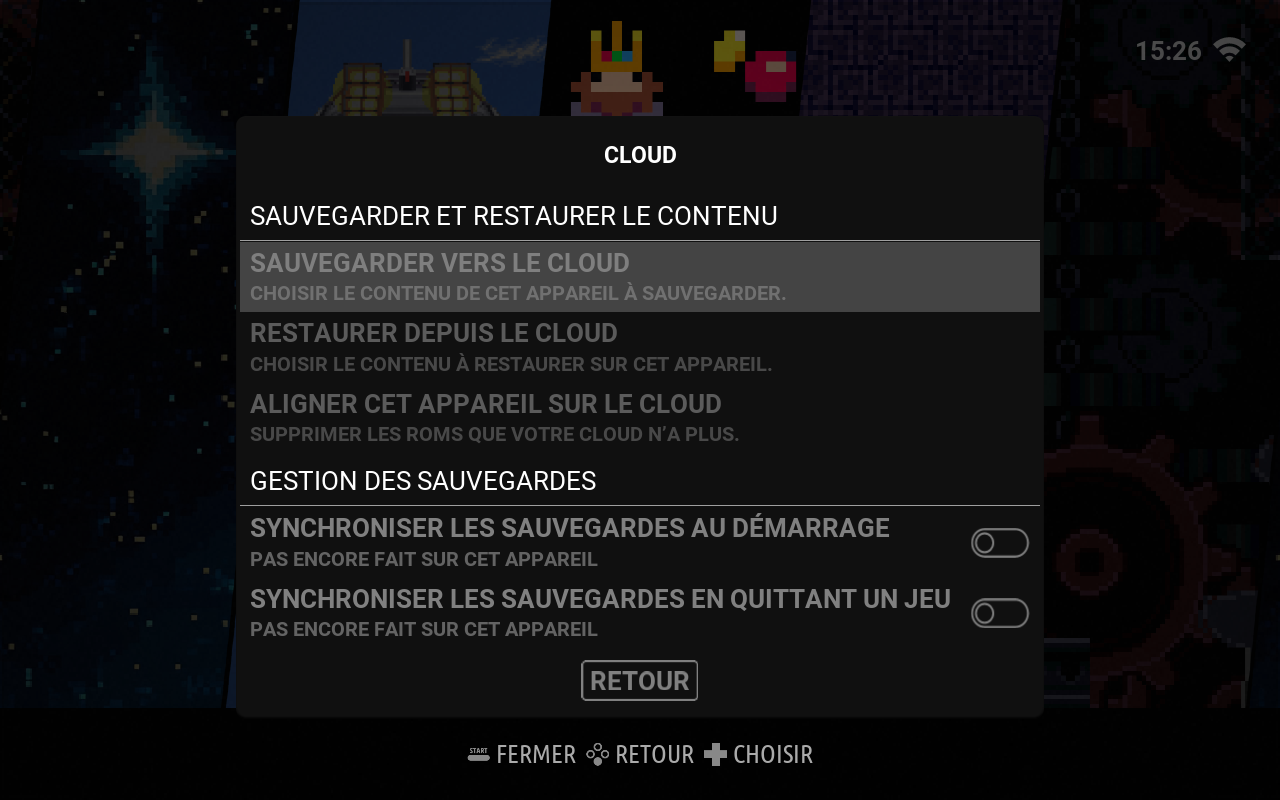 15:26
CLOUD
SAUVEGARDER ET RESTAURER LE CONTENU
SAUVEGARDER VERS LE CLOUD
CHOISIR LE CONTENU DE CET APPAREIL À SAUVEGARDER.
RESTAURER DEPUIS LE CLOUD
CHOISIR LE CONTENU À RESTAURER SUR CET APPAREIL.
ALIGNER CET APPAREIL SUR LE CLOUD
SUPPRIMER LES ROMS QUE VOTRE CLOUD N’A PLUS.
GESTION DES SAUVEGARDES
SYNCHRONISER LES SAUVEGARDES AU DÉMARRAGE
PAS ENCORE FAIT SUR CET APPAREIL
SYNCHRONISER LES SAUVEGARDES EN QUITTANT UN JEU
PAS ENCORE FAIT SUR CET APPAREIL
RETOUR
START FERMER RETOUR CHOISIR